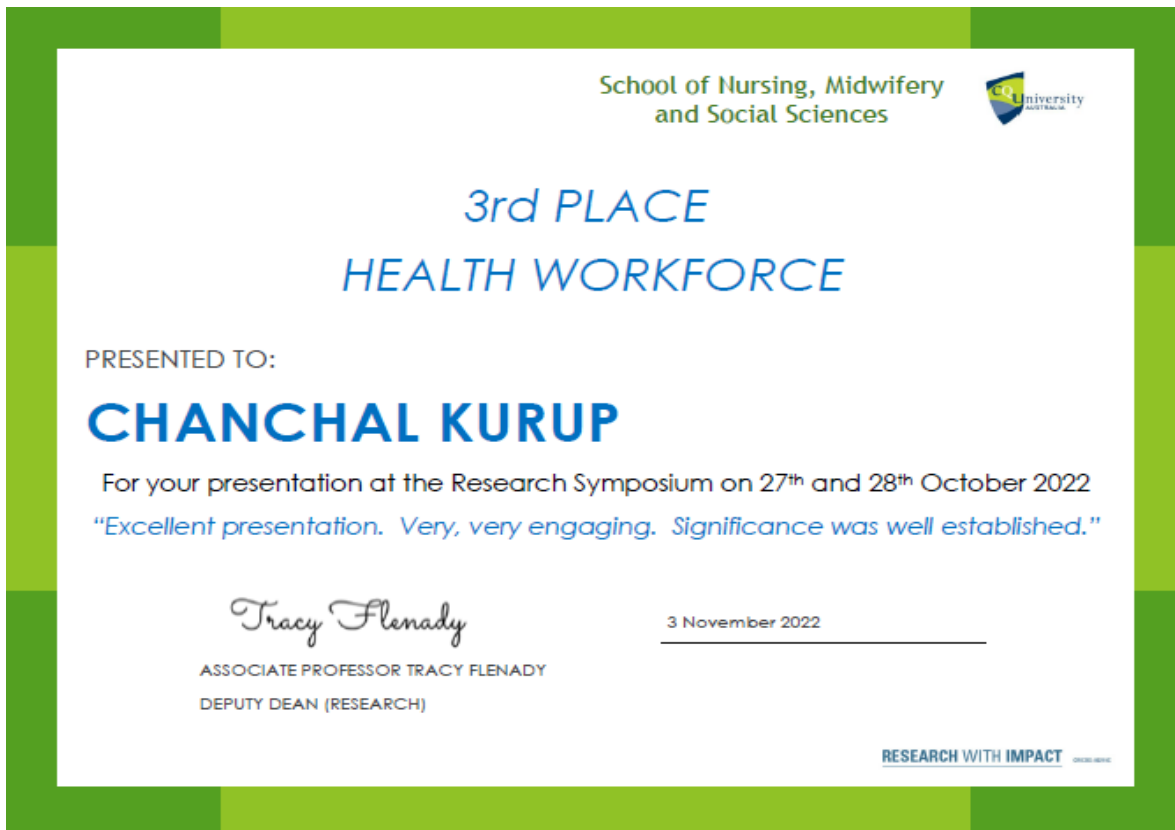 School of Nursing, Midwifery
and Social Sciences
CQUniversity
AUSTRALIA
3rd PLACE
HEALTH WORKFORCE
PRESENTED TO:
CHANCHAL KURUP
For your presentation at the Research Symposium on 27th and 28th October 2022
“Excellent presentation.  Very, very engaging.  Significance was well established.”
Tracy Flenady
3 November 2022
ASSOCIATE PROFESSOR TRACY FLENADY
DEPUTY DEAN (RESEARCH)
RESEARCH WITH IMPACT